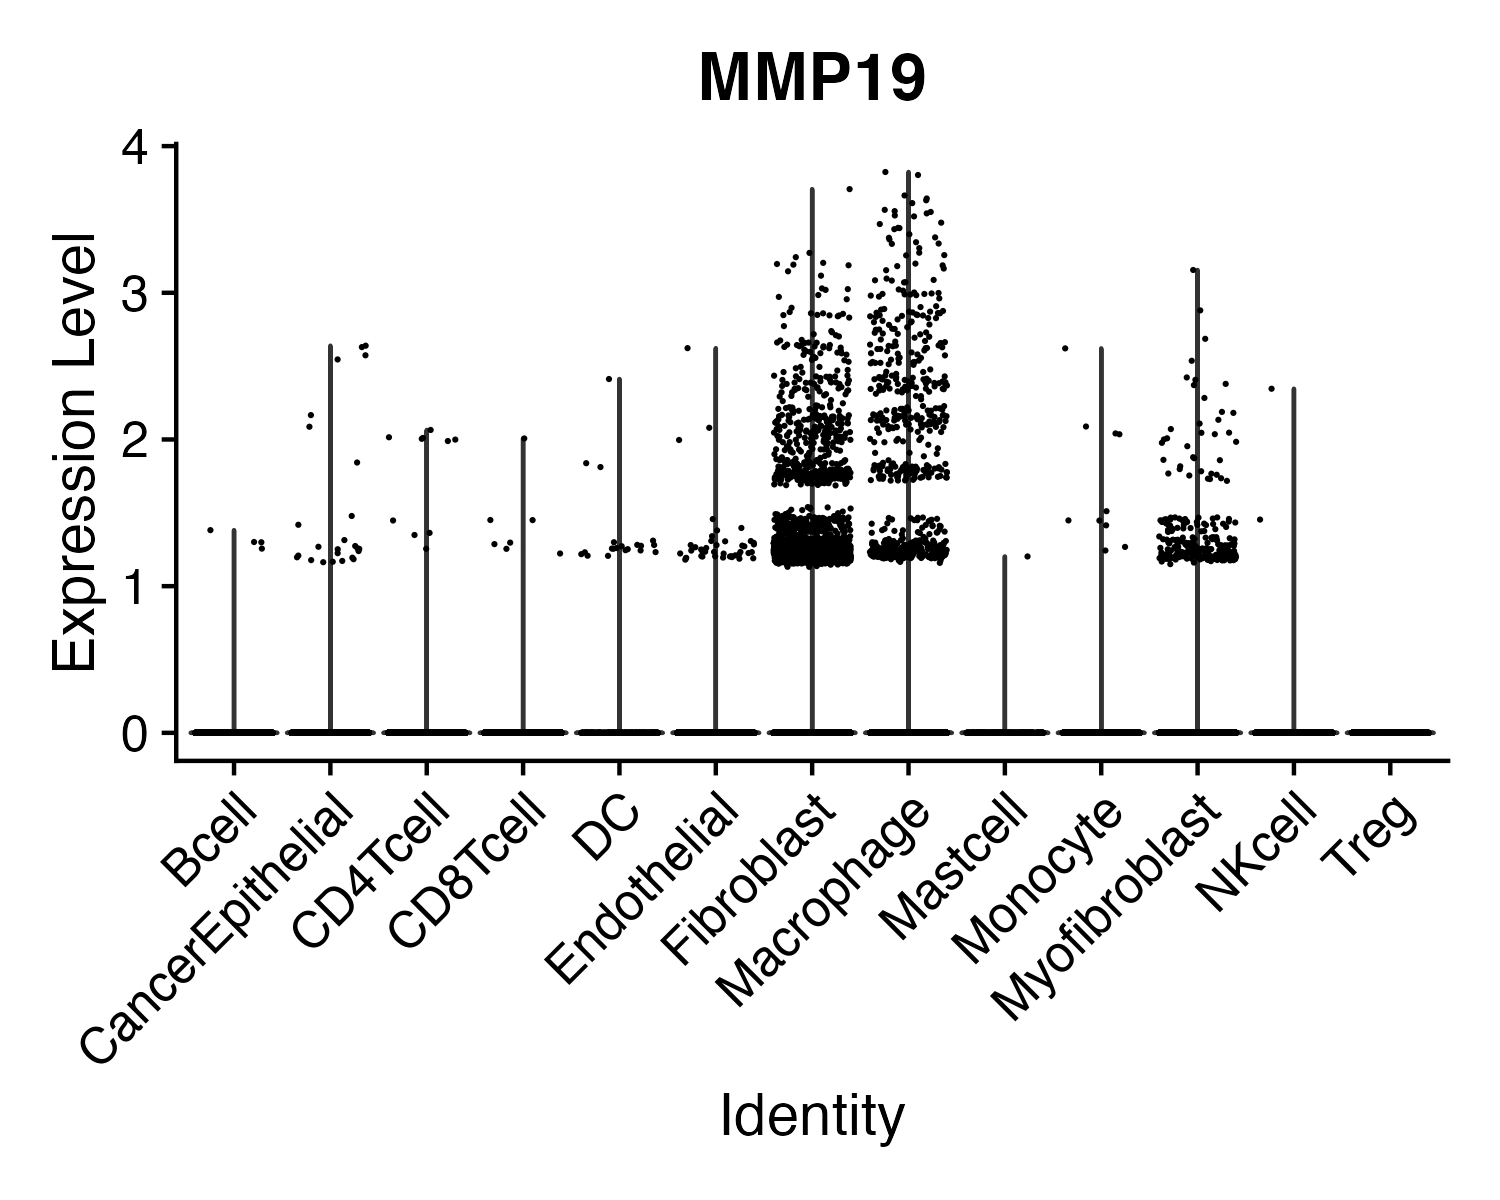 MMP19
Expression Level
4
3
2
1
0
Bcell
CancerEpithelial
CD4Tcell
CD8Tcell
DC
Endothelial
Fibroblast
Macrophage
Mastcell
Monocyte
Myofibroblast
NKcell
Treg
Identity